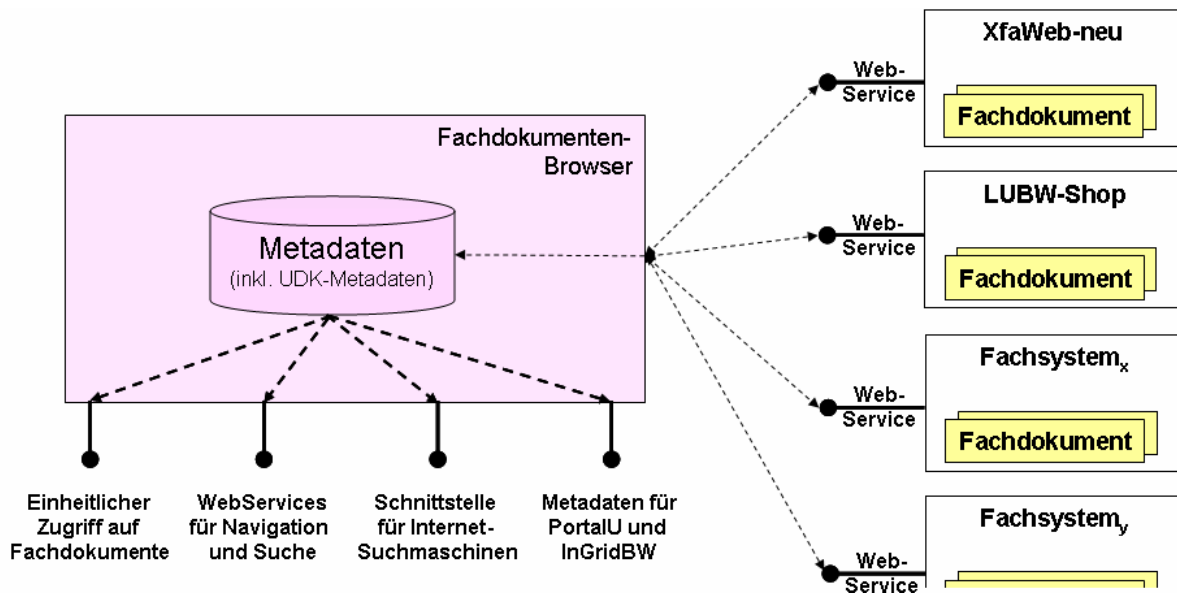 XfaWeb-neu
Web-
Service
Fachdokument
Fachdokumenten-
Browser
LUBW-Shop
Web-
Service
Fachdokument
Metadaten
(inkl. UDK-Metadaten)
Fachsystemx
Web-
Service
Fachdokument
Einheitlicher
Zugriff auf
Fachdokumente
WebServices
für Navigation
und Suche
Schnittstelle
für Internet-
Suchmaschinen
Metadaten für
PortalU und
InGridBW
Fachsystemy
Web-
Service